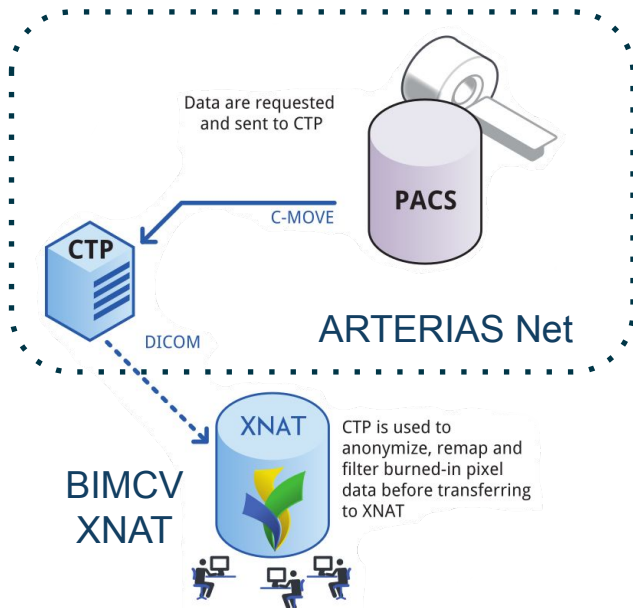 Data are requested
and sent to CTP
PACS
C-MOVE
CTP
ARTERIAS Net
DICOM
XNAT
CTP is used to
anonymize, remap and
filter burned-in pixel
data before transferring
to XNAT
BIMCV
XNAT